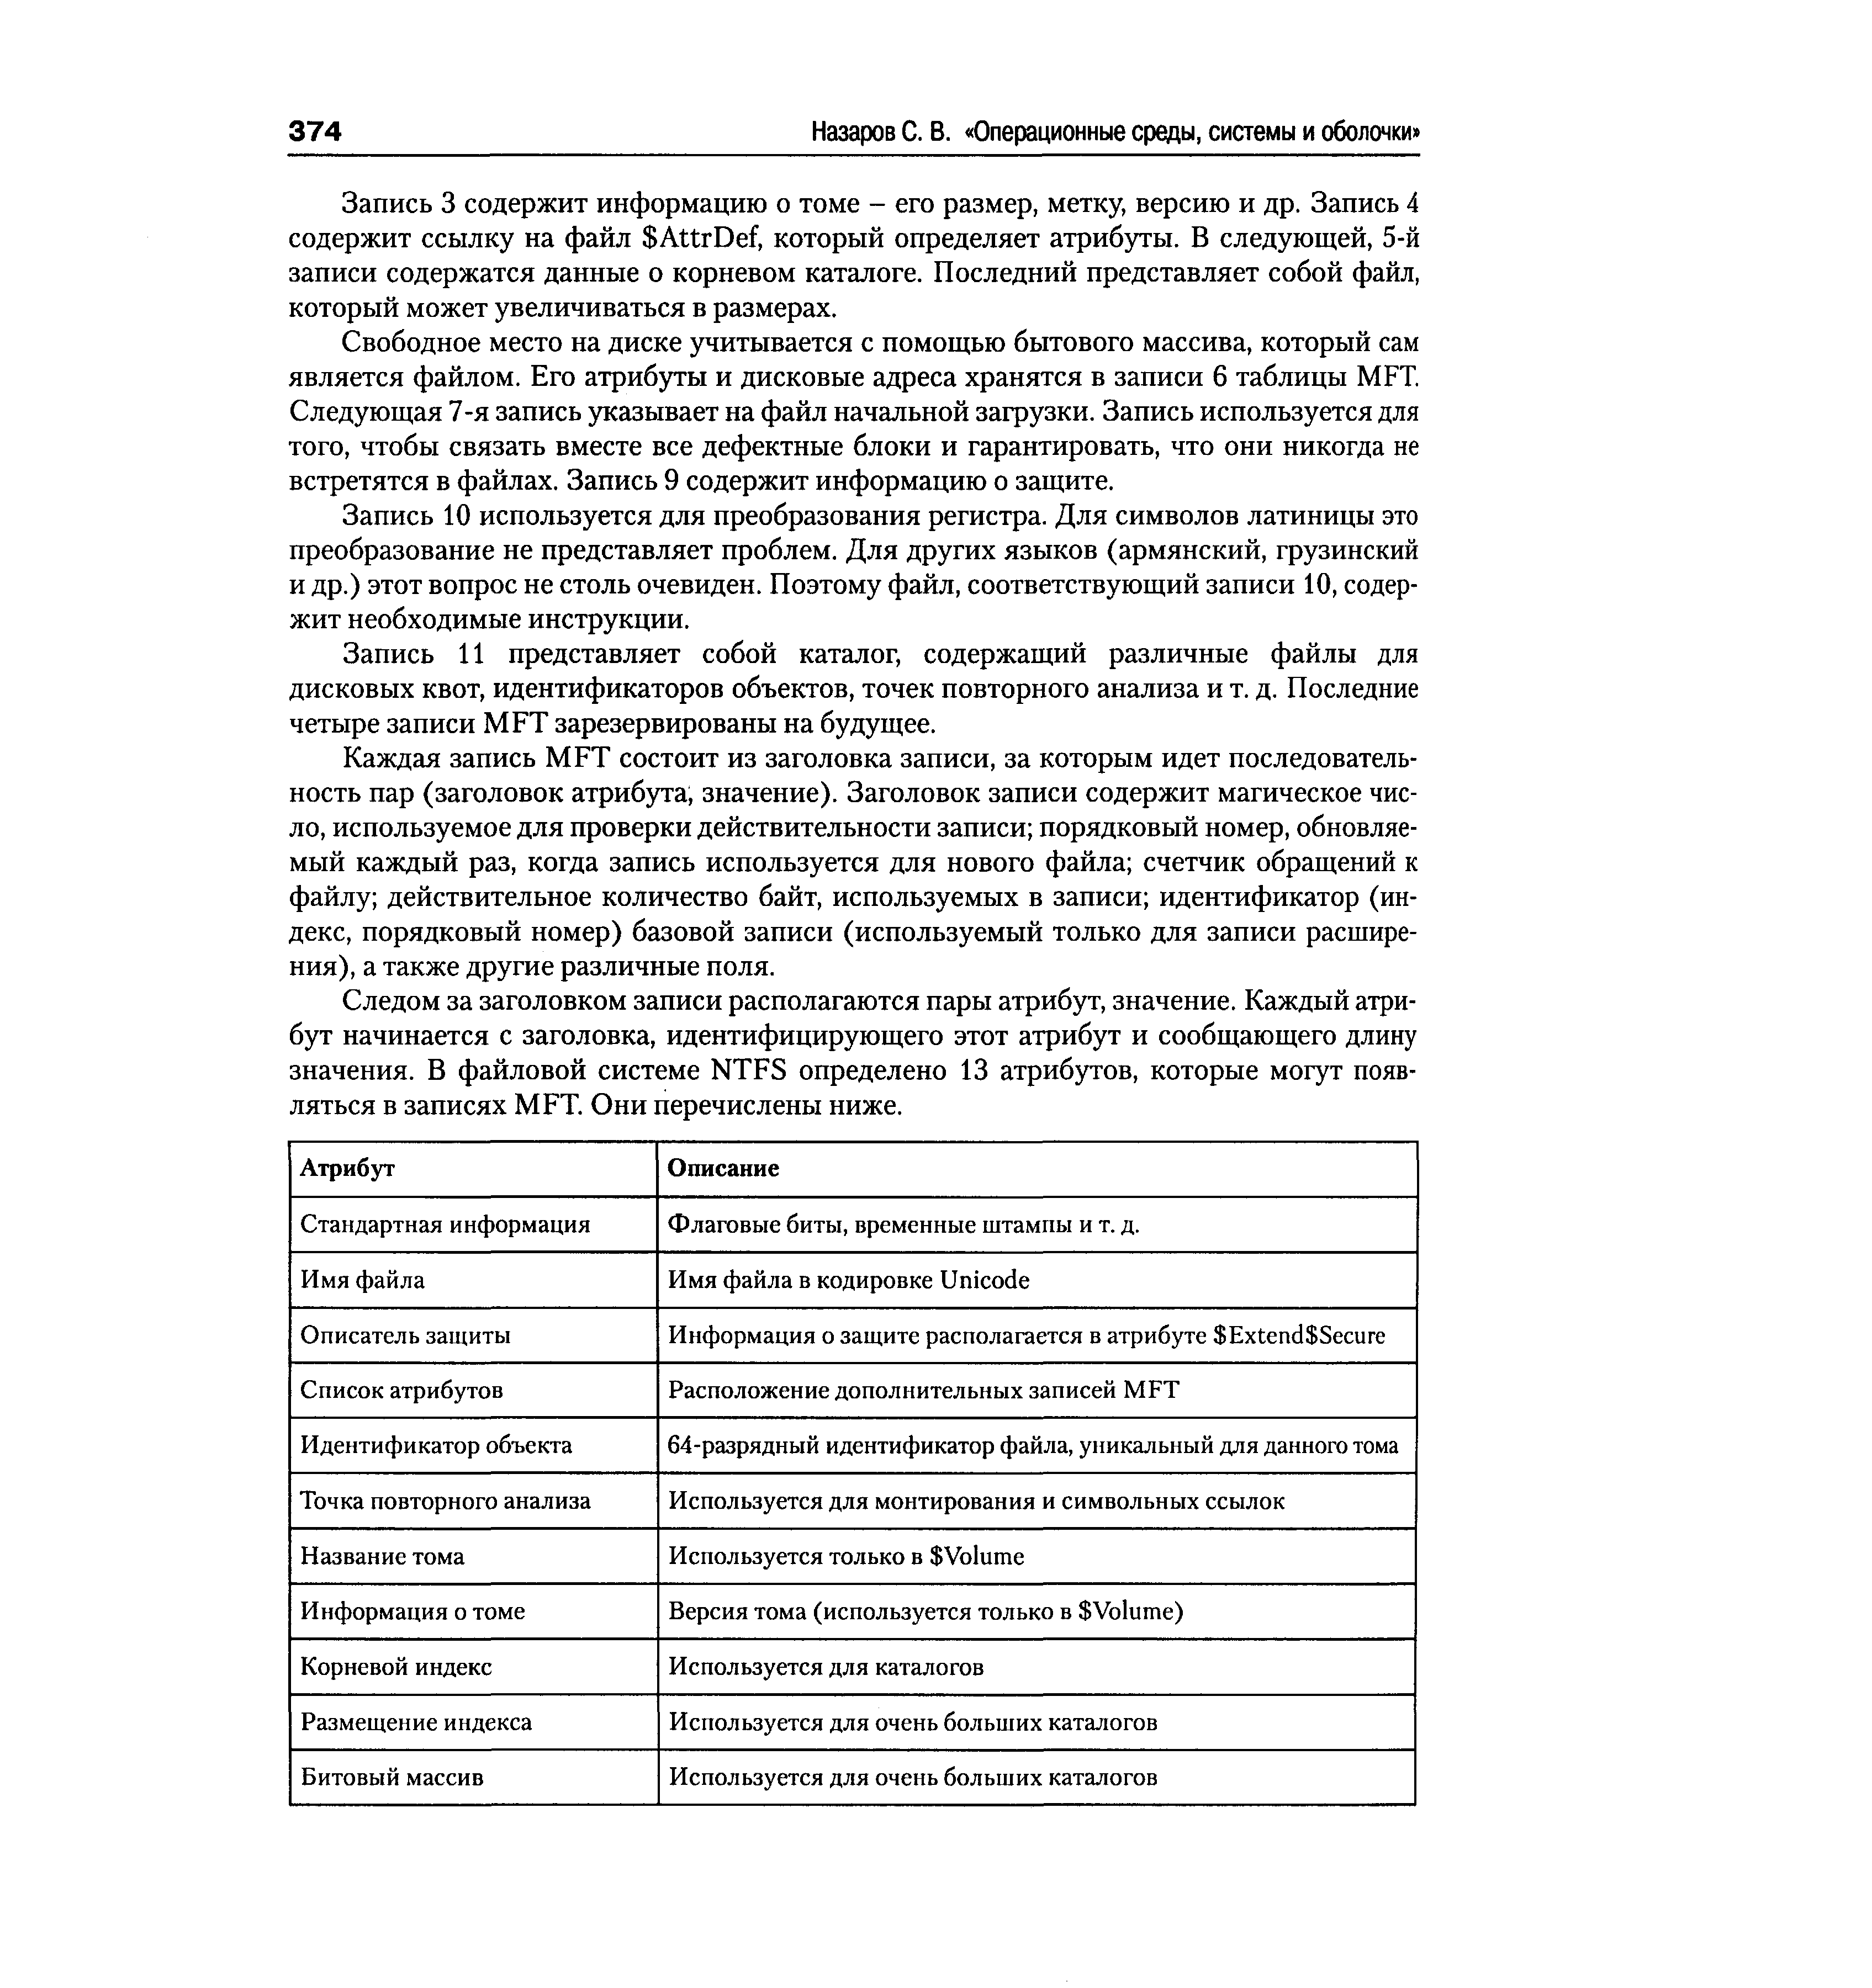 374 Назаров С. В. «Операционные среды, системы и оболочки»
Запись 3 содержит информацию о томе – его размер, метку, версию и др. Запись 4
содержит ссылку на файл $AttrDef, который определяет атрибуты. В следующей, 5-й
записи содержатся данные о корневом каталоге. Последний представляет собой файл,
который может увеличиваться в размерах.
Свободное место на диске учитывается с помощью бытового массива, который сам
является файлом. Его атрибуты и дисковые адреса хранятся в записи 6 таблицы MFT.
Следующая 7-я запись указывает на файл начальной загрузки. Запись используется для
того, чтобы связать вместе все дефектные блоки и гарантировать, что они никогда не
встретятся в файлах. Запись 9 содержит информацию о защите.
Запись 10 используется для преобразования регистра. Для символов латиницы это
преобразование не представляет проблем. Для других языков (армянский, грузинский
и др.) этот вопрос не столь очевиден. Поэтому файл, соответствующий записи 10, содер-
жит необходимые инструкции.
Запись 11 представляет собой каталог, содержащий различные файлы для
дисковых квот, идентификаторов объектов, точек повторного анализа и т. д. Последние
четыре записи MFT зарезервированы на будущее.
Каждая запись MFT состоит из заголовка записи, за которым идет последователь-
ность пар (заголовок атрибута, значение). Заголовок записи содержит магическое чис-
ло, используемое для проверки действительности записи; порядковый номер, обновляе-
мый каждый раз, когда запись используется для нового файла; счетчик обращений к
файлу; действительное количество байт, используемых в записи; идентификатор (ин-
декс, порядковый номер) базовой записи (используемый только для записи расшире-
ния), а также другие различные поля.
Следом за заголовком записи располагаются пары атрибут, значение. Каждый атри-
бут начинается с заголовка, идентифицирующего этот атрибут и сообщающего длину
значения. В файловой системе NTFS определено 13 атрибутов, которые могут появ-
ляться в записях MFT. Они перечислены ниже.
Атрибут Описание
Стандартная информация Флаговые биты, временные штампы и т. д.
Имя файла Имя файла в кодировке Unicode
Описатель защиты Информация о защите располагается в атрибуте $Extend$Secure
Список атрибутов Расположение дополнительных записей MFT
Идентификатор объекта 64-разрядный идентификатор файла, уникальный для данного тома
Точка повторного анализа Используется для монтирования и символьных ссылок
Название тома Используется только в $Volume
Информация о томе Версия тома (используется только в $Volume)
Корневой индекс Используется для каталогов
Размещение индекса Используется для очень больших каталогов
Битовый массив Используется для очень больших каталогов